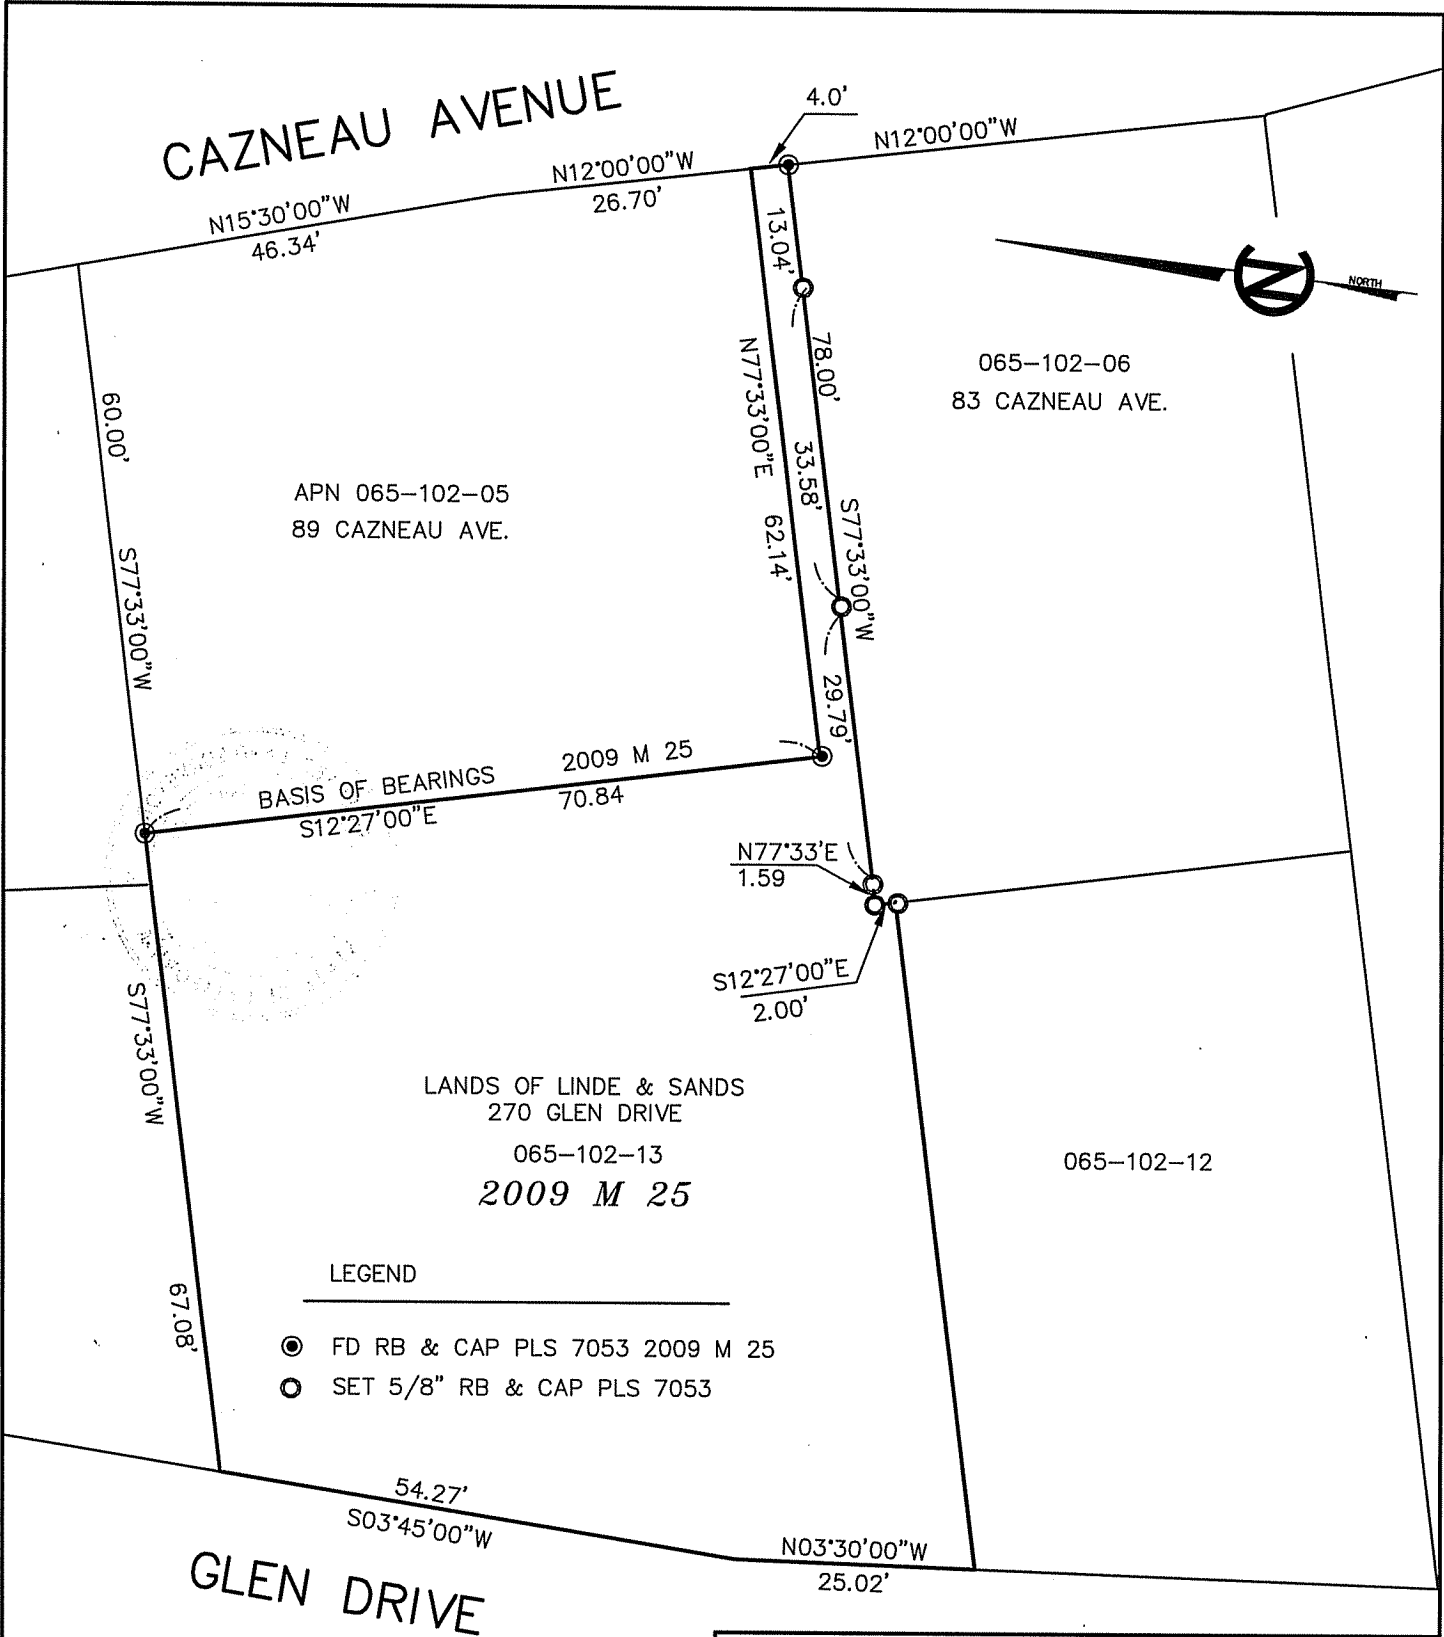 CAZNEAU AVENUE
4.0'
N12°00'00"W
N12°00'00"W
26.70'
N15°30'00"W
46.34'
13.04'
NORTH
N
78.00'
N77°33'00"E
065-102-06
83 CAZNEAU AVE.
60.00'
33.58'
APN 065-102-05
89 CAZNEAU AVE.
S77°33'00"W
62.14'
S77°33'00"W
29.79'
BASIS OF BEARINGS 2009 M 25
S12°27'00"E 70.84
N77°33'E
1.59
S12°27'00"E
2.00'
S77°33'00"W
LANDS OF LINDE & SANDS
270 GLEN DRIVE
065-102-13
2009 M 25
065-102-12
67.08'
LEGEND
FD RB & CAP PLS 7053 2009 M 25
SET 5/8" RB & CAP PLS 7053
54.27'
S03°45'00"W
N03°30'00"W
25.02'
GLEN DRIVE